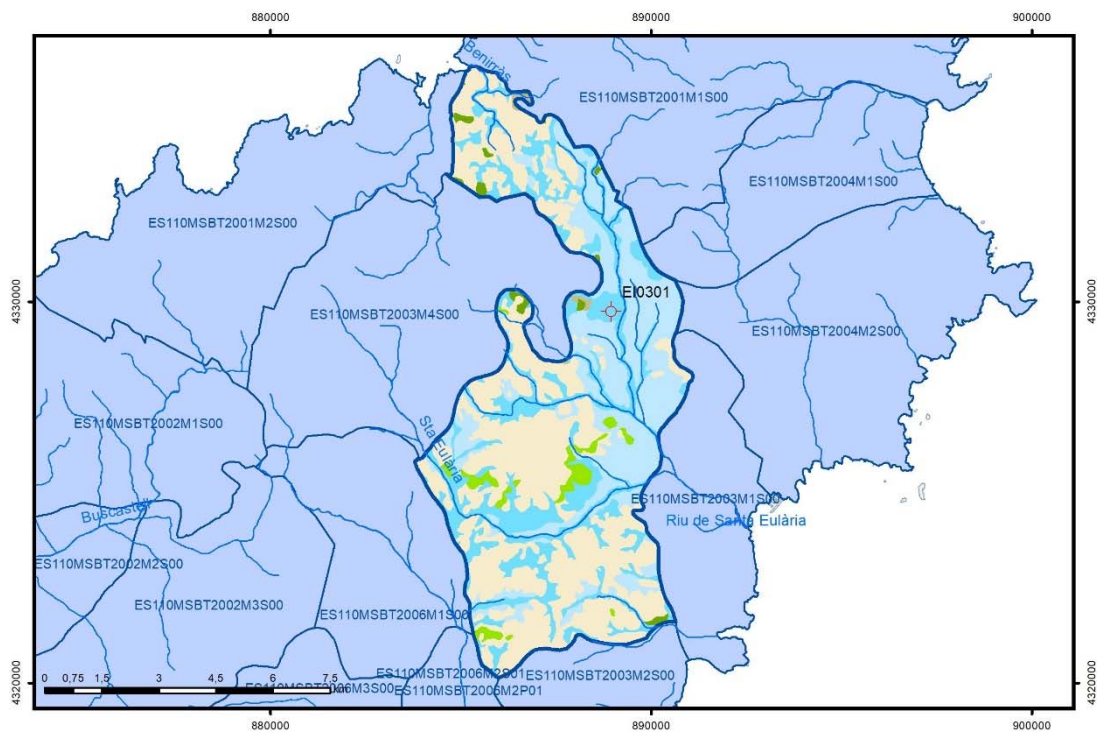 880000
890000
900000
Benirràs
ES110MSBT2001M1S00
ES110MSBT2004M1S00
ES110MSBT2001M2S00
4330000
4330000
EI0301
ES110MSBT2003M4S00
ES110MSBT2004M2S00
ES110MSBT2002M1S00
Sta Eulària
ES110MSBT2003M1S00
Buscastell
Riu de Santa Eulària
ES110MSBT2002M2S00
ES110MSBT2002M3S00
ES110MSBT2006M1S00
ES110MSBT2006M2S01
ES110MSBT2003M2S00
0 0,75 1,5 3 4,5 6 7,5
km
ES110MSBT2006M3S00
ES110MSBT2006M2P01
4320000
4320000
880000
890000
900000